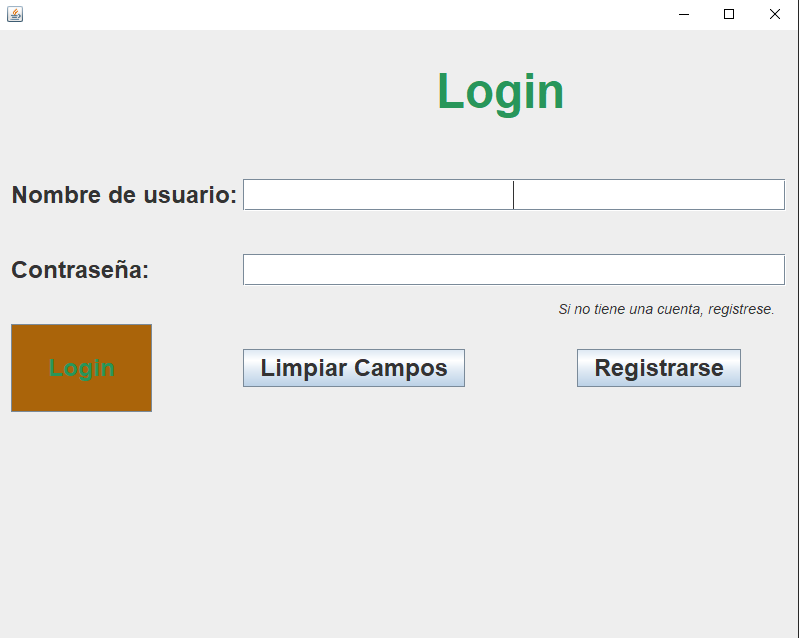 Login
Nombre de usuario:
Contraseña:
Si no tiene una cuenta, registrese.
Login
Limpiar Campos
Registrarse